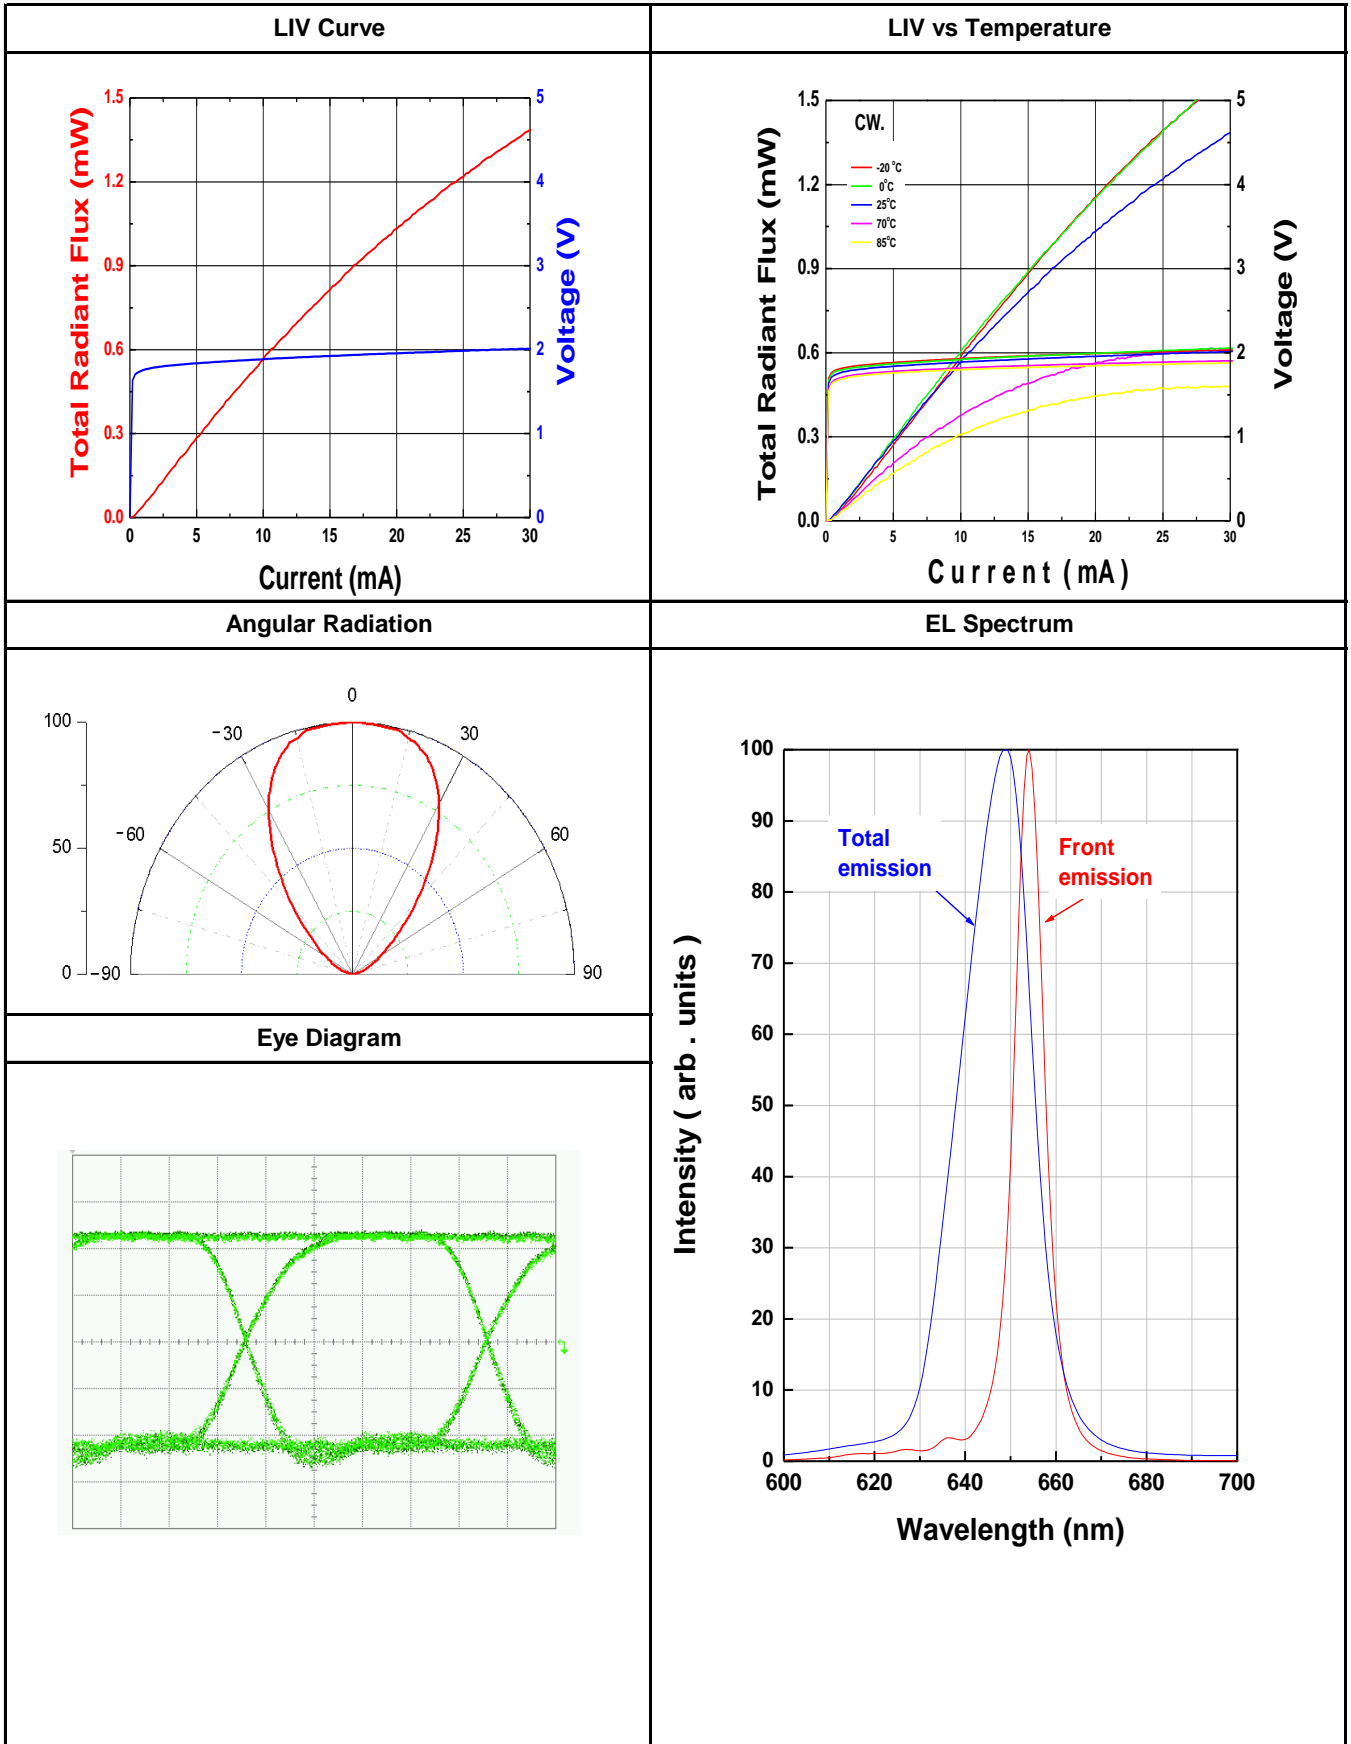 LIV Curve
LIV vs Temperature
1.5
1.2
0.9
0.6
0.3
0.0
Total Radiant Flux (mW)
5
4
3
2
1
0
Voltage (V)
0 5 10 15 20 25 30
Current (mA)
1.5
1.2
0.9
0.6
0.3
0.0
Total Radiant Flux (mW)
CW.
-20 °C
0°C
25°C
70°C
85°C
5
4
3
2
1
0
Voltage (V)
0 5 10 15 20 25 30
Current (mA)
Angular Radiation
EL Spectrum
0
-30 30
-60 60
-90 90
100
50
0
Eye Diagram
100
90
80
70
60
50
40
30
20
10
0
Intensity ( arb . units )
Total
emission
Front
emission
600 620 640 660 680 700
Wavelength (nm)